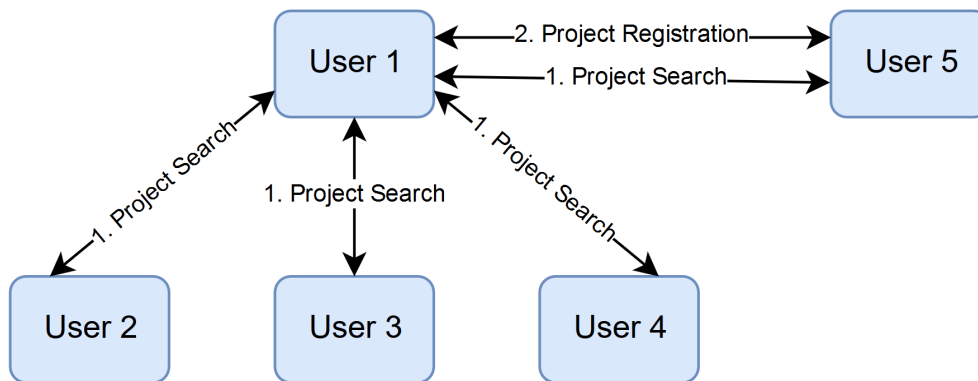 User 1
2. Project Registration
User 5
1. Project Search
1. Project Search
1. Project Search
1. Project Search
User 2
User 3
User 4